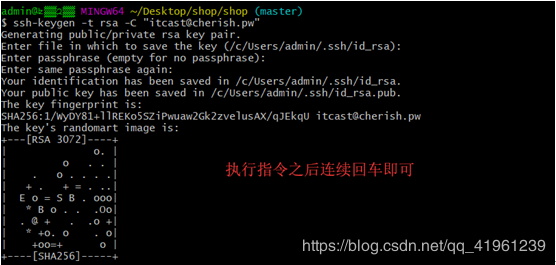 MINGW64 ~/Desktop/shop/shop (master)
$ ssh-keygen -t rsa -C "itcast@cherish.pw"
Generating public/private rsa key pair.
Enter file in which to save the key (/c/Users/admin/.ssh/id_rsa):
Enter passphrase (empty for no passphrase):
Enter same passphrase again:
Your identification has been saved in /c/Users/admin/.ssh/id_rsa.
Your public key has been saved in /c/Users/admin/.ssh/id_rsa.pub.
The key fingerprint is:
SHA256:1/WyDY81+llREKo5SZiPwuaw2Gk2zvelusAX/qJEkqU itcast@cherish.pw
The key's randomart image is:
+---[RSA 3072]----+
|              o. |
|         o   . . |
|    .   o . . . .|
|   + .   + = . ..|
|  E o = S B . ooo|
|   * B o . .  .Oo|
|  . @ +   .  .o +|
|   * +o. o    . o|
|    +oo=+       o|
+----[SHA256]-----+
执行指令之后连续回车即可
https://blog.csdn.net/qq_41961239